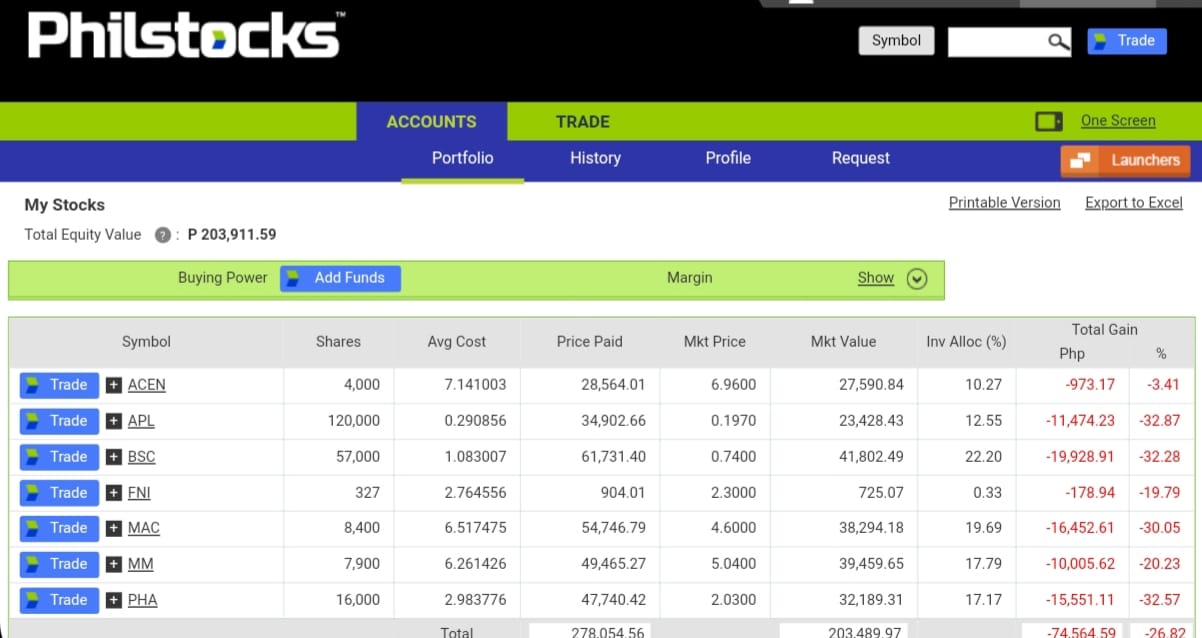 Philstocks™
Symbol Trade
ACCOUNTS TRADE One Screen
Portfolio History Profile Request Launchers
My Stocks Printable Version Export to Excel
Total Equity Value ? : P 203,911.59
Buying Power Add Funds Margin Show
Symbol Shares Avg Cost Price Paid Mkt Price Mkt Value Inv Alloc (%) Total Gain
Php %
Trade + ACEN 4,000 7.141003 28,564.01 6.9600 27,590.84 10.27 -973.17 -3.41
Trade + APL 120,000 0.290856 34,902.66 0.1970 23,428.43 12.55 -11,474.23 -32.87
Trade + BSC 57,000 1.083007 61,731.40 0.7400 41,802.49 22.20 -19,928.91 -32.28
Trade + FNI 327 2.764556 904.01 2.3000 725.07 0.33 -178.94 -19.79
Trade + MAC 8,400 6.517475 54,746.79 4.6000 38,294.18 19.69 -16,452.61 -30.05
Trade + MM 7,900 6.261426 49,465.27 5.0400 39,459.65 17.79 -10,005.62 -20.23
Trade + PHA 16,000 2.983776 47,740.42 2.0300 32,189.31 17.17 -15,551.11 -32.57
Total 278,054.56 203,489.97 -74,564.59 -26.82